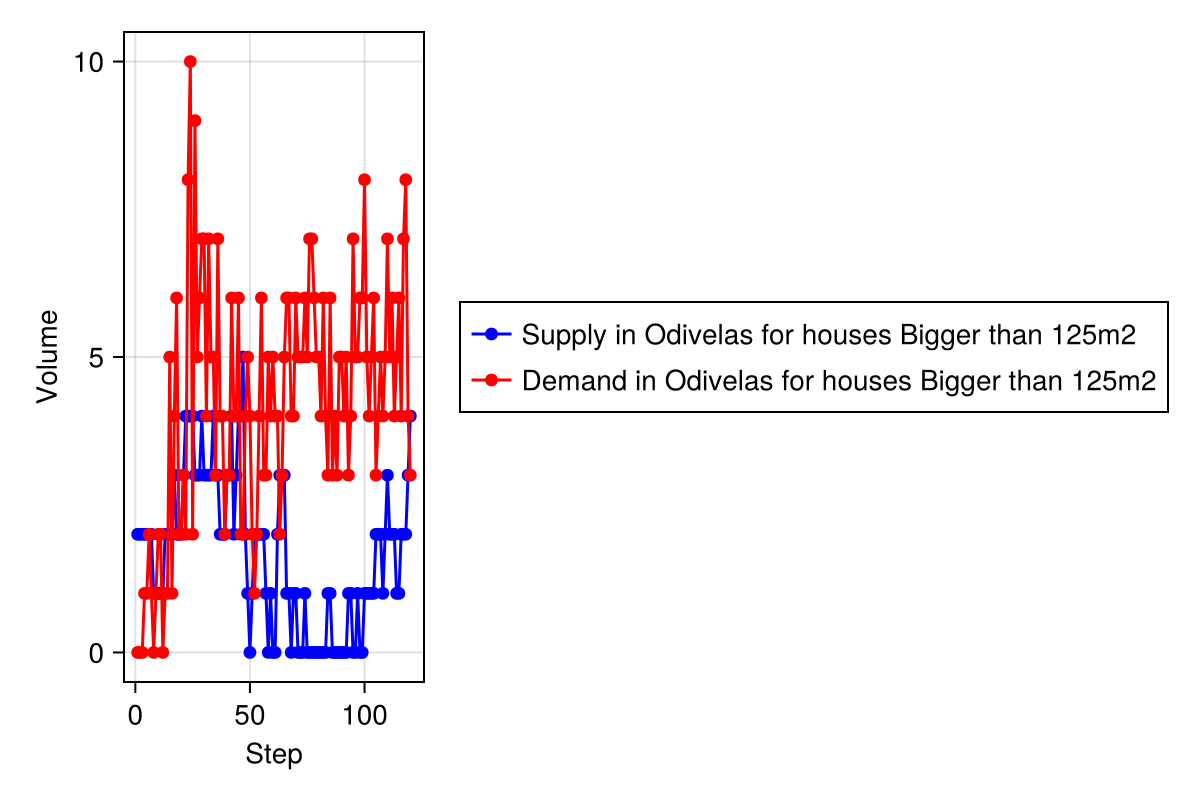 10
5
0
Volume
0 50 100
Step
Supply in Odivelas for houses Bigger than 125m2
Demand in Odivelas for houses Bigger than 125m2